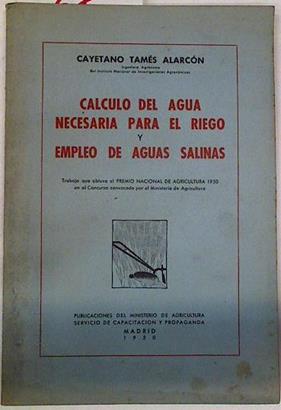 CAYETANO TAMÉS ALARCÓN
Ingeniero Agrónomo
Del Instituto Nacional de Investigaciones Agronómicas
CALCULO DEL AGUA
NECESARIA PARA EL RIEGO
Y
EMPLEO DE AGUAS SALINAS
Trabajo que obtuvo el PREMIO NACIONAL DE AGRICULTURA 1950
en el Concurso convocado por el Ministerio de Agricultura
PUBLICACIONES DEL MINISTERIO DE AGRICULTURA
SERVICIO DE CAPACITACION Y PROPAGANDA
MADRID
1950